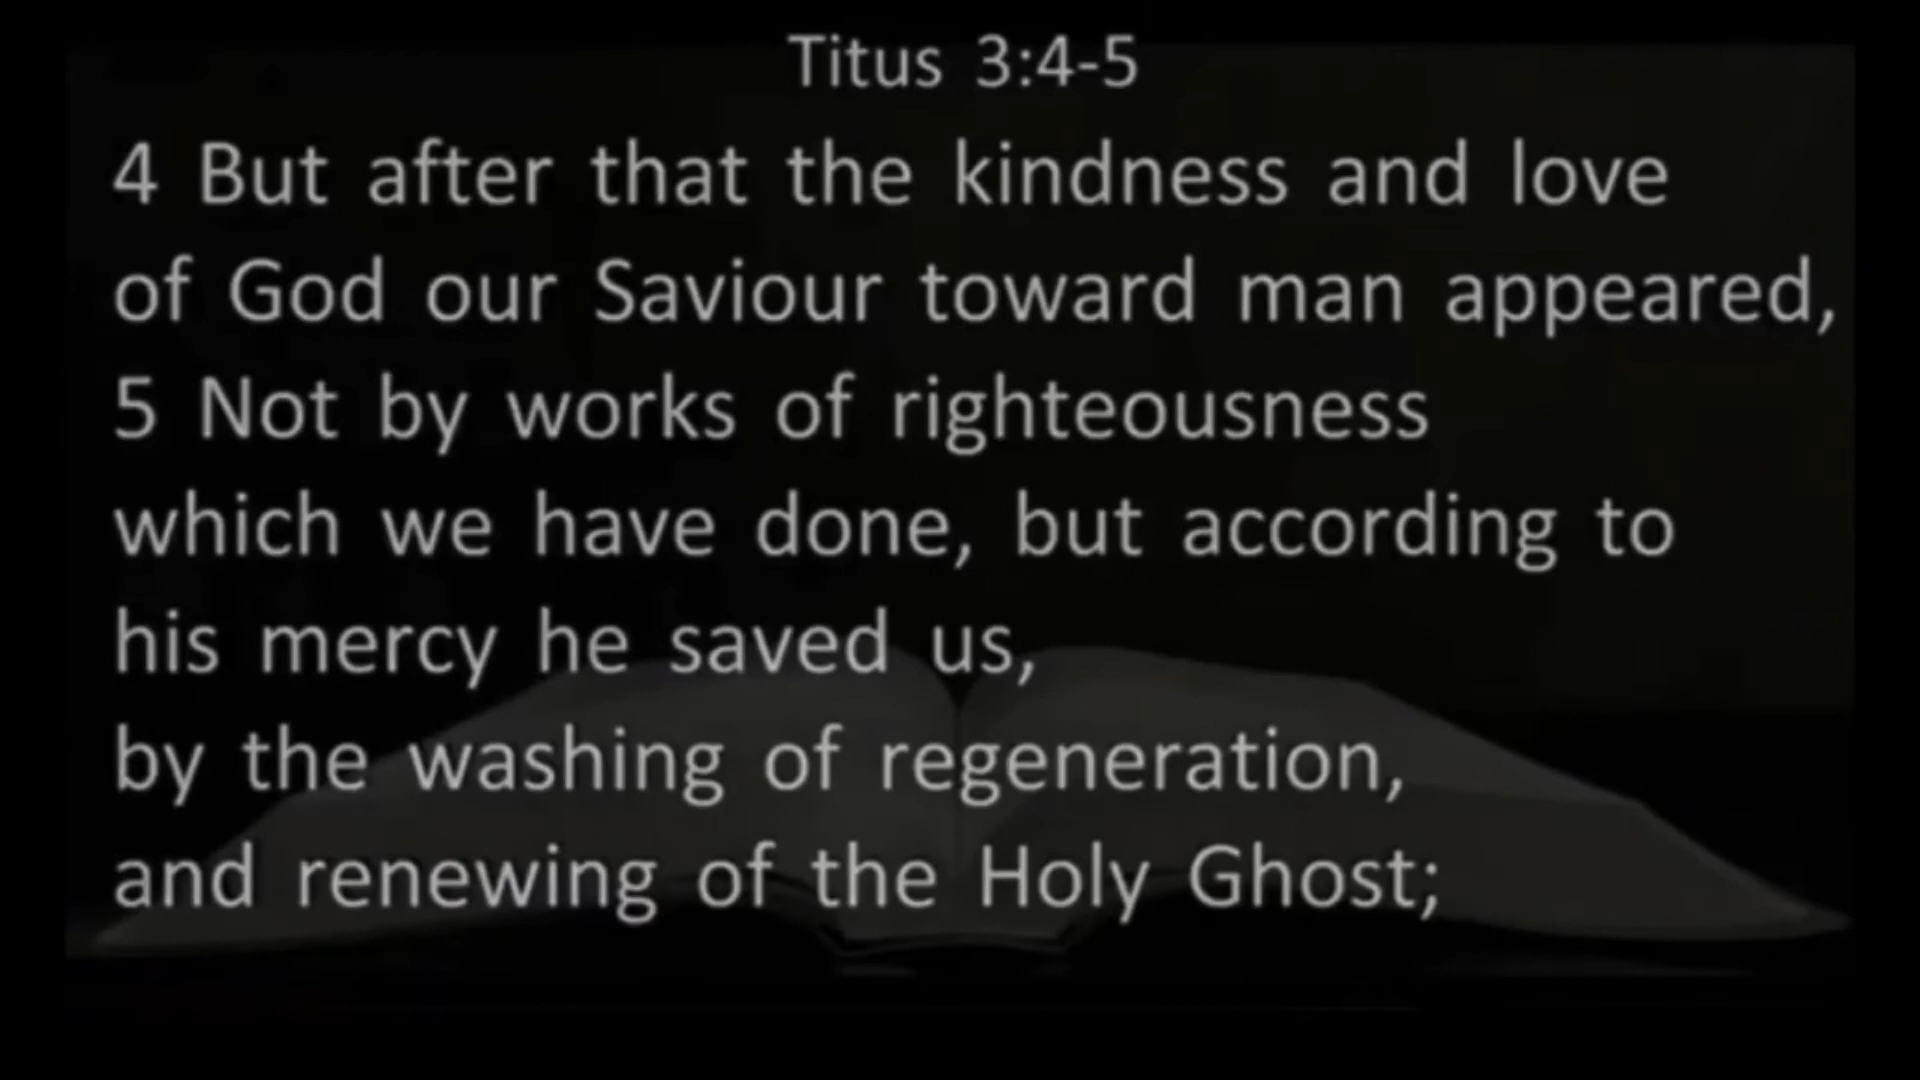 Titus 3:4-5
4 But after that the kindness and love
of God our Saviour toward man appeared,
5 Not by works of righteousness
which we have done, but according to
his mercy he saved us,
by the washing of regeneration,
and renewing of the Holy Ghost;